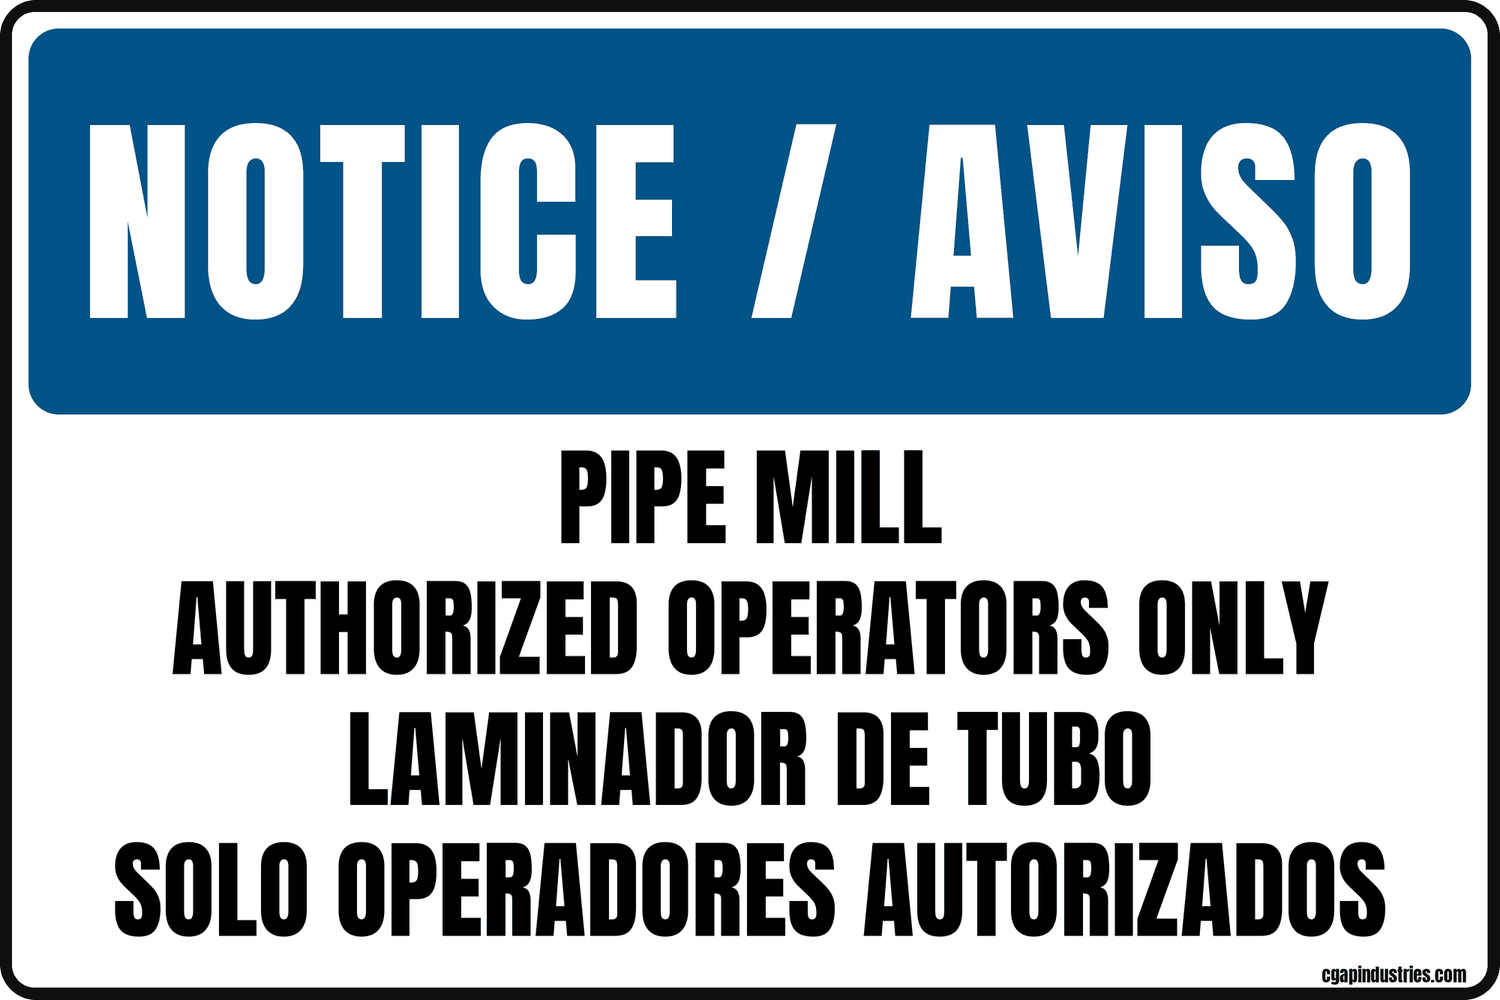 NOTICE / AVISO
PIPE MILL
AUTHORIZED OPERATORS ONLY
LAMINADOR DE TUBO
SOLO OPERADORES AUTORIZADOS
cgapindustries.com